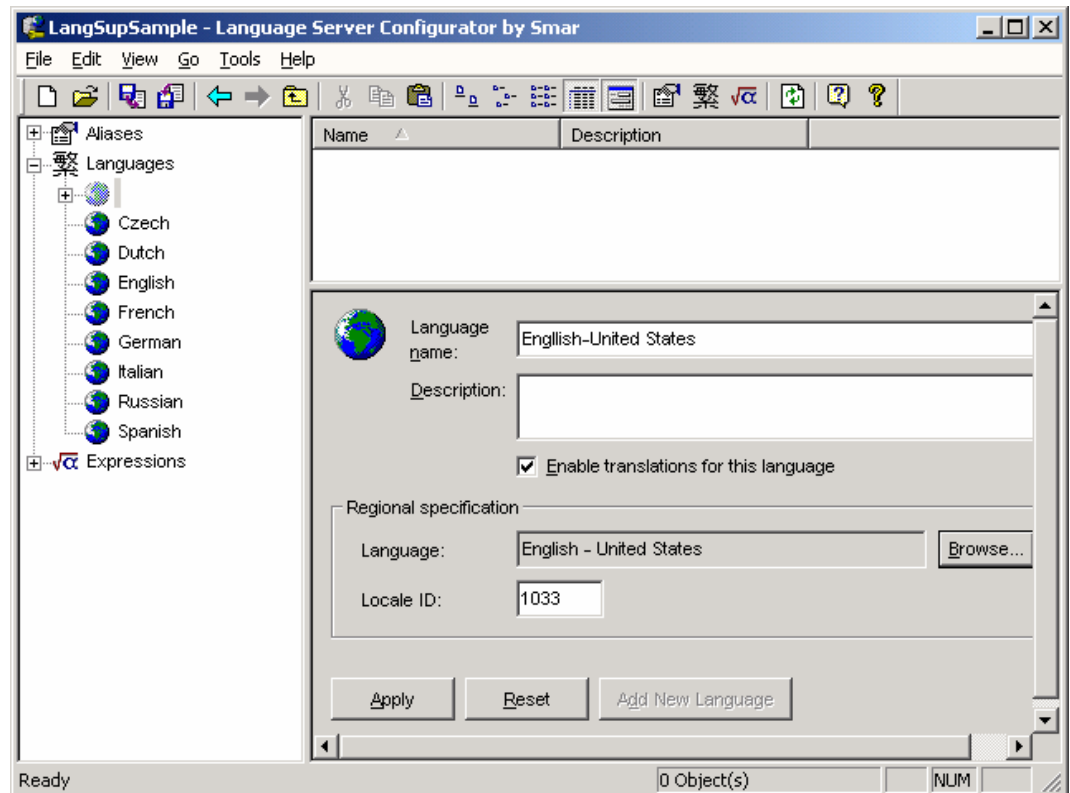 LangSupSample - Language Server Configurator by Smar
File Edit View Go Tools Help
繁 √α
Aliases
繁 Languages
Czech
Dutch
English
French
German
Italian
Russian
Spanish
√α Expressions
Name Description
Language name:
Engllish-United States
Description:
Enable translations for this language
Regional specification
Language: English - United States Browse...
Locale ID: 1033
Apply Reset Add New Language
Ready 0 Object(s) NUM